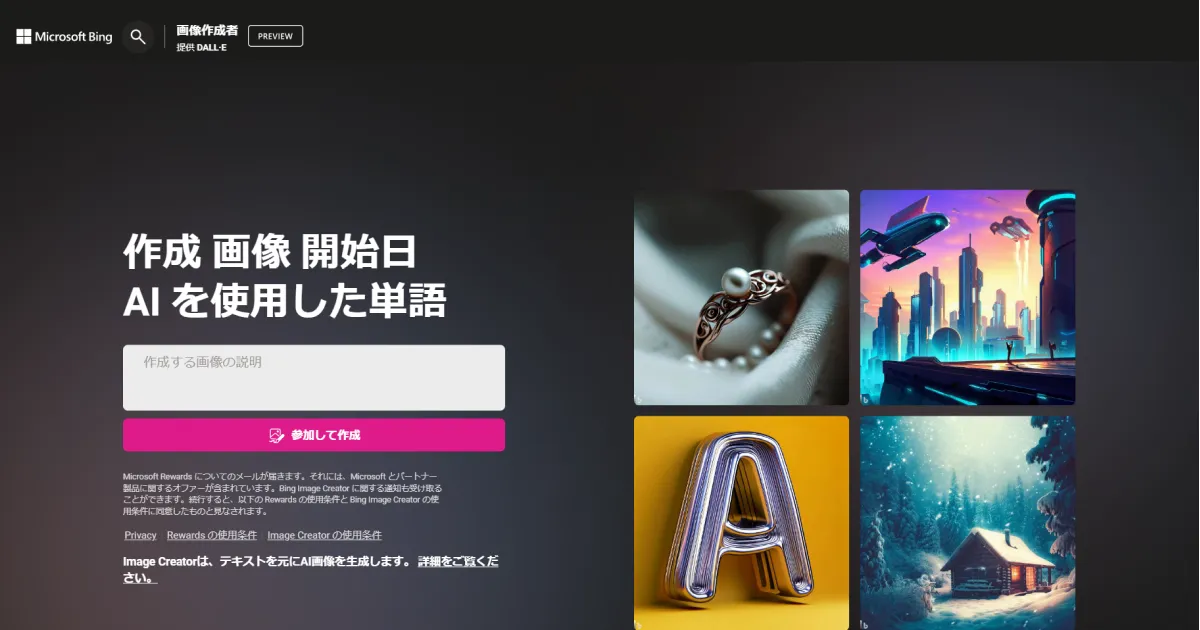 Microsoft Bing
画像作成者
提供 DALL·E
PREVIEW
作成 画像 開始日
AI を使用した単語
作成する画像の説明
参加して作成
Microsoft Rewards についてのメールが届きます。それには、Microsoft とパートナー
製品に関するオファーが含まれています。Bing Image Creator に関する通知も受け取る
ことができます。続行すると、以下の Rewards の使用条件と Bing Image Creator の使
用条件に同意したものと見なされます。
Privacy Rewards の使用条件 Image Creator の使用条件
Image Creatorは、テキストを元にAI画像を生成します。 詳細をご覧くだ
さい。
A